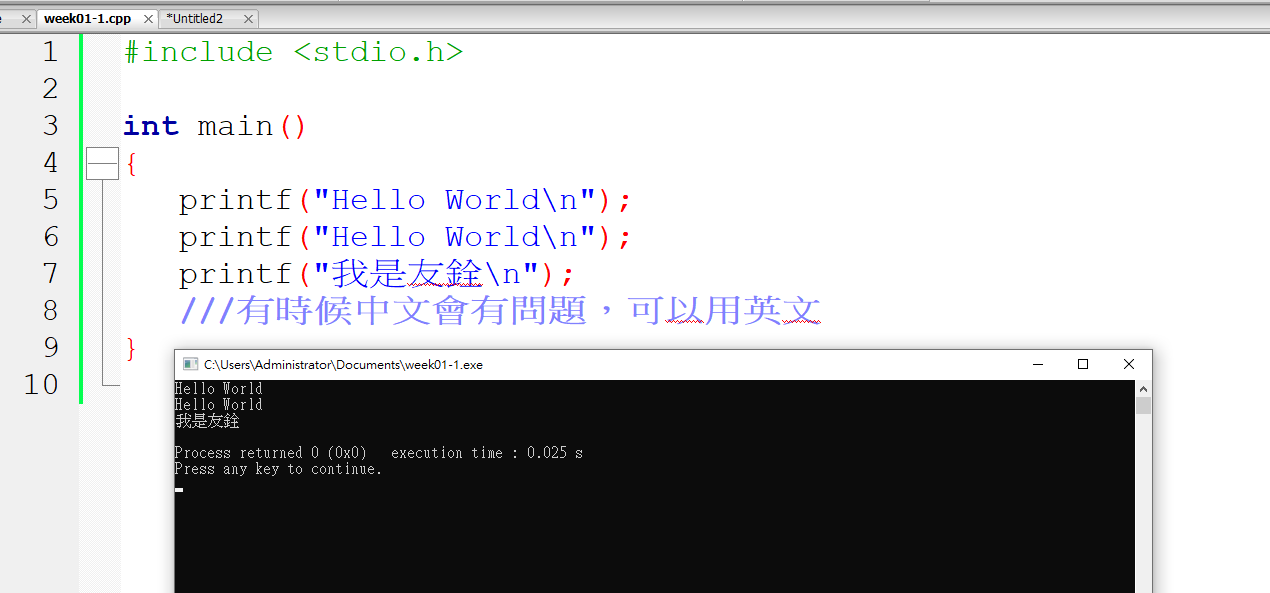 week01-1.cpp
*Untitled2
1 #include <stdio.h>
2
3 int main()
4 {
5 printf("Hello World\n");
6 printf("Hello World\n");
7 printf("我是友銓\n");
8 ///有時候中文會有問題，可以用英文
9 }
10
C:\Users\Administrator\Documents\week01-1.exe
Hello World
Hello World
我是友銓
Process returned 0 (0x0) execution time : 0.025 s
Press any key to continue.